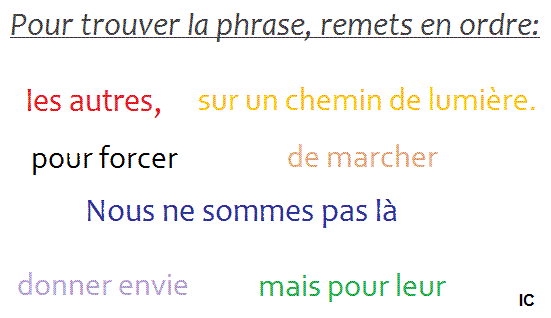 Pour trouver la phrase, remets en ordre:
les autres, sur un chemin de lumière.
pour forcer de marcher
Nous ne sommes pas là
donner envie mais pour leur
IC